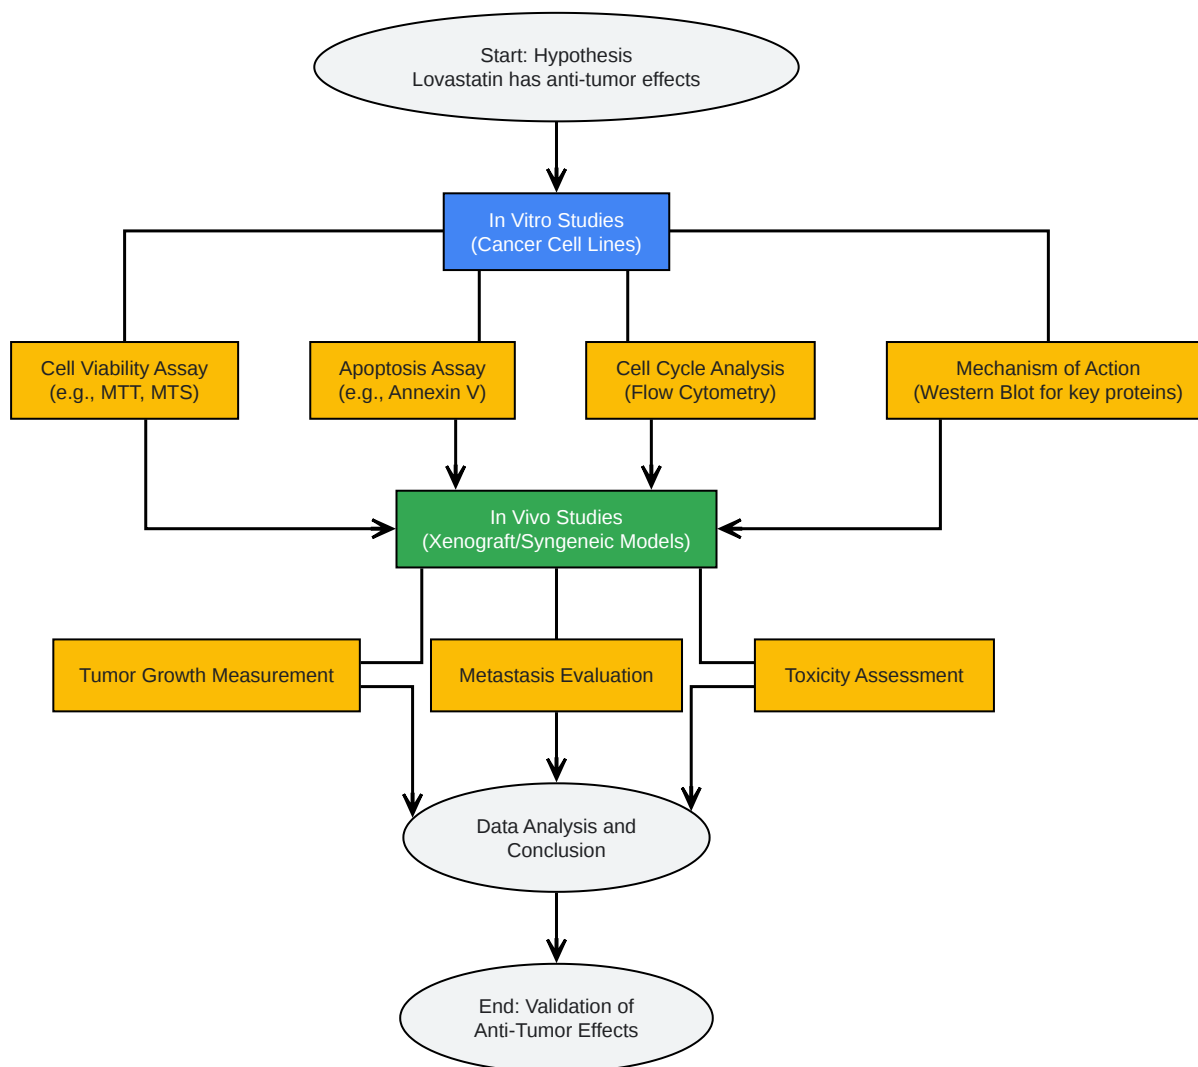 Start: Hypothesis
Lovastatin has anti-tumor effects
In Vitro Studies
(Cancer Cell Lines)
Cell Viability Assay
(e.g., MTT, MTS)
Apoptosis Assay
(e.g., Annexin V)
Cell Cycle Analysis
(Flow Cytometry)
Mechanism of Action
(Western Blot for key proteins)
In Vivo Studies
(Xenograft/Syngeneic Models)
Tumor Growth Measurement
Metastasis Evaluation
Toxicity Assessment
Data Analysis and
Conclusion
End: Validation of
Anti-Tumor Effects